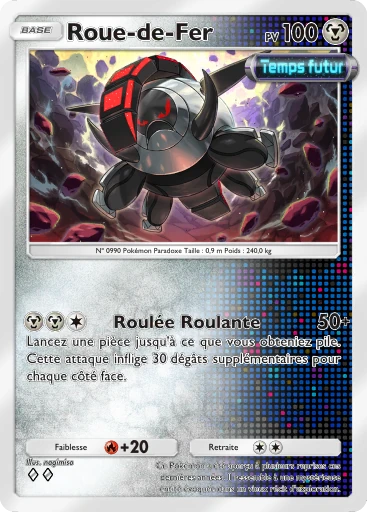 BASE Roue-de-Fer PV 100
Temps futur
N° 0990 Pokémon Paradoxe Taille : 0,9 m Poids : 240,0 kg
Roulée Roulante 50+
Lancez une pièce jusqu'à ce que vous obteniez pile.
Cette attaque inflige 30 dégâts supplémentaires pour
chaque côté face.
Faiblesse +20 Retraite
Illus. nagimiso
Ce Pokémon a été aperçu à plusieurs reprises ces
dernières années. Il ressemble à une mystérieuse
entité évoquée dans un vieux récit d'exploration.